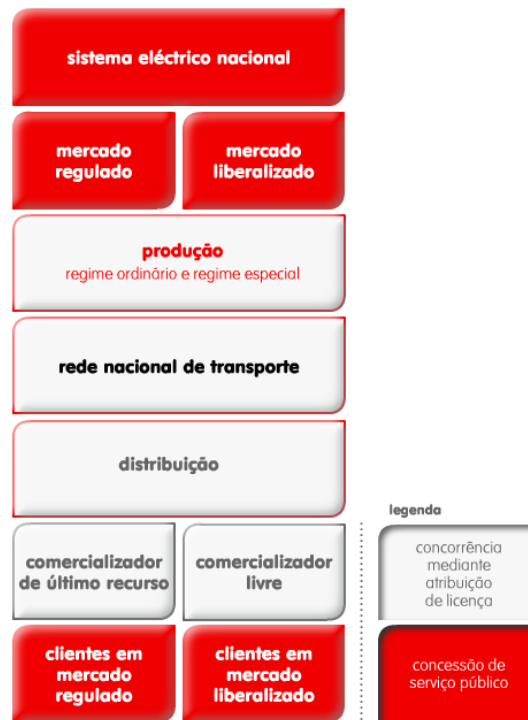 sistema eléctrico nacional
mercado
regulado
mercado
liberalizado
produção
regime ordinário e regime especial
rede nacional de transporte
distribuição
comercializador
de último recurso
comercializador
livre
clientes em
mercado
regulado
clientes em
mercado
liberalizado
legenda
concorrência
mediante
atribuição
de licença
concessão de
serviço público